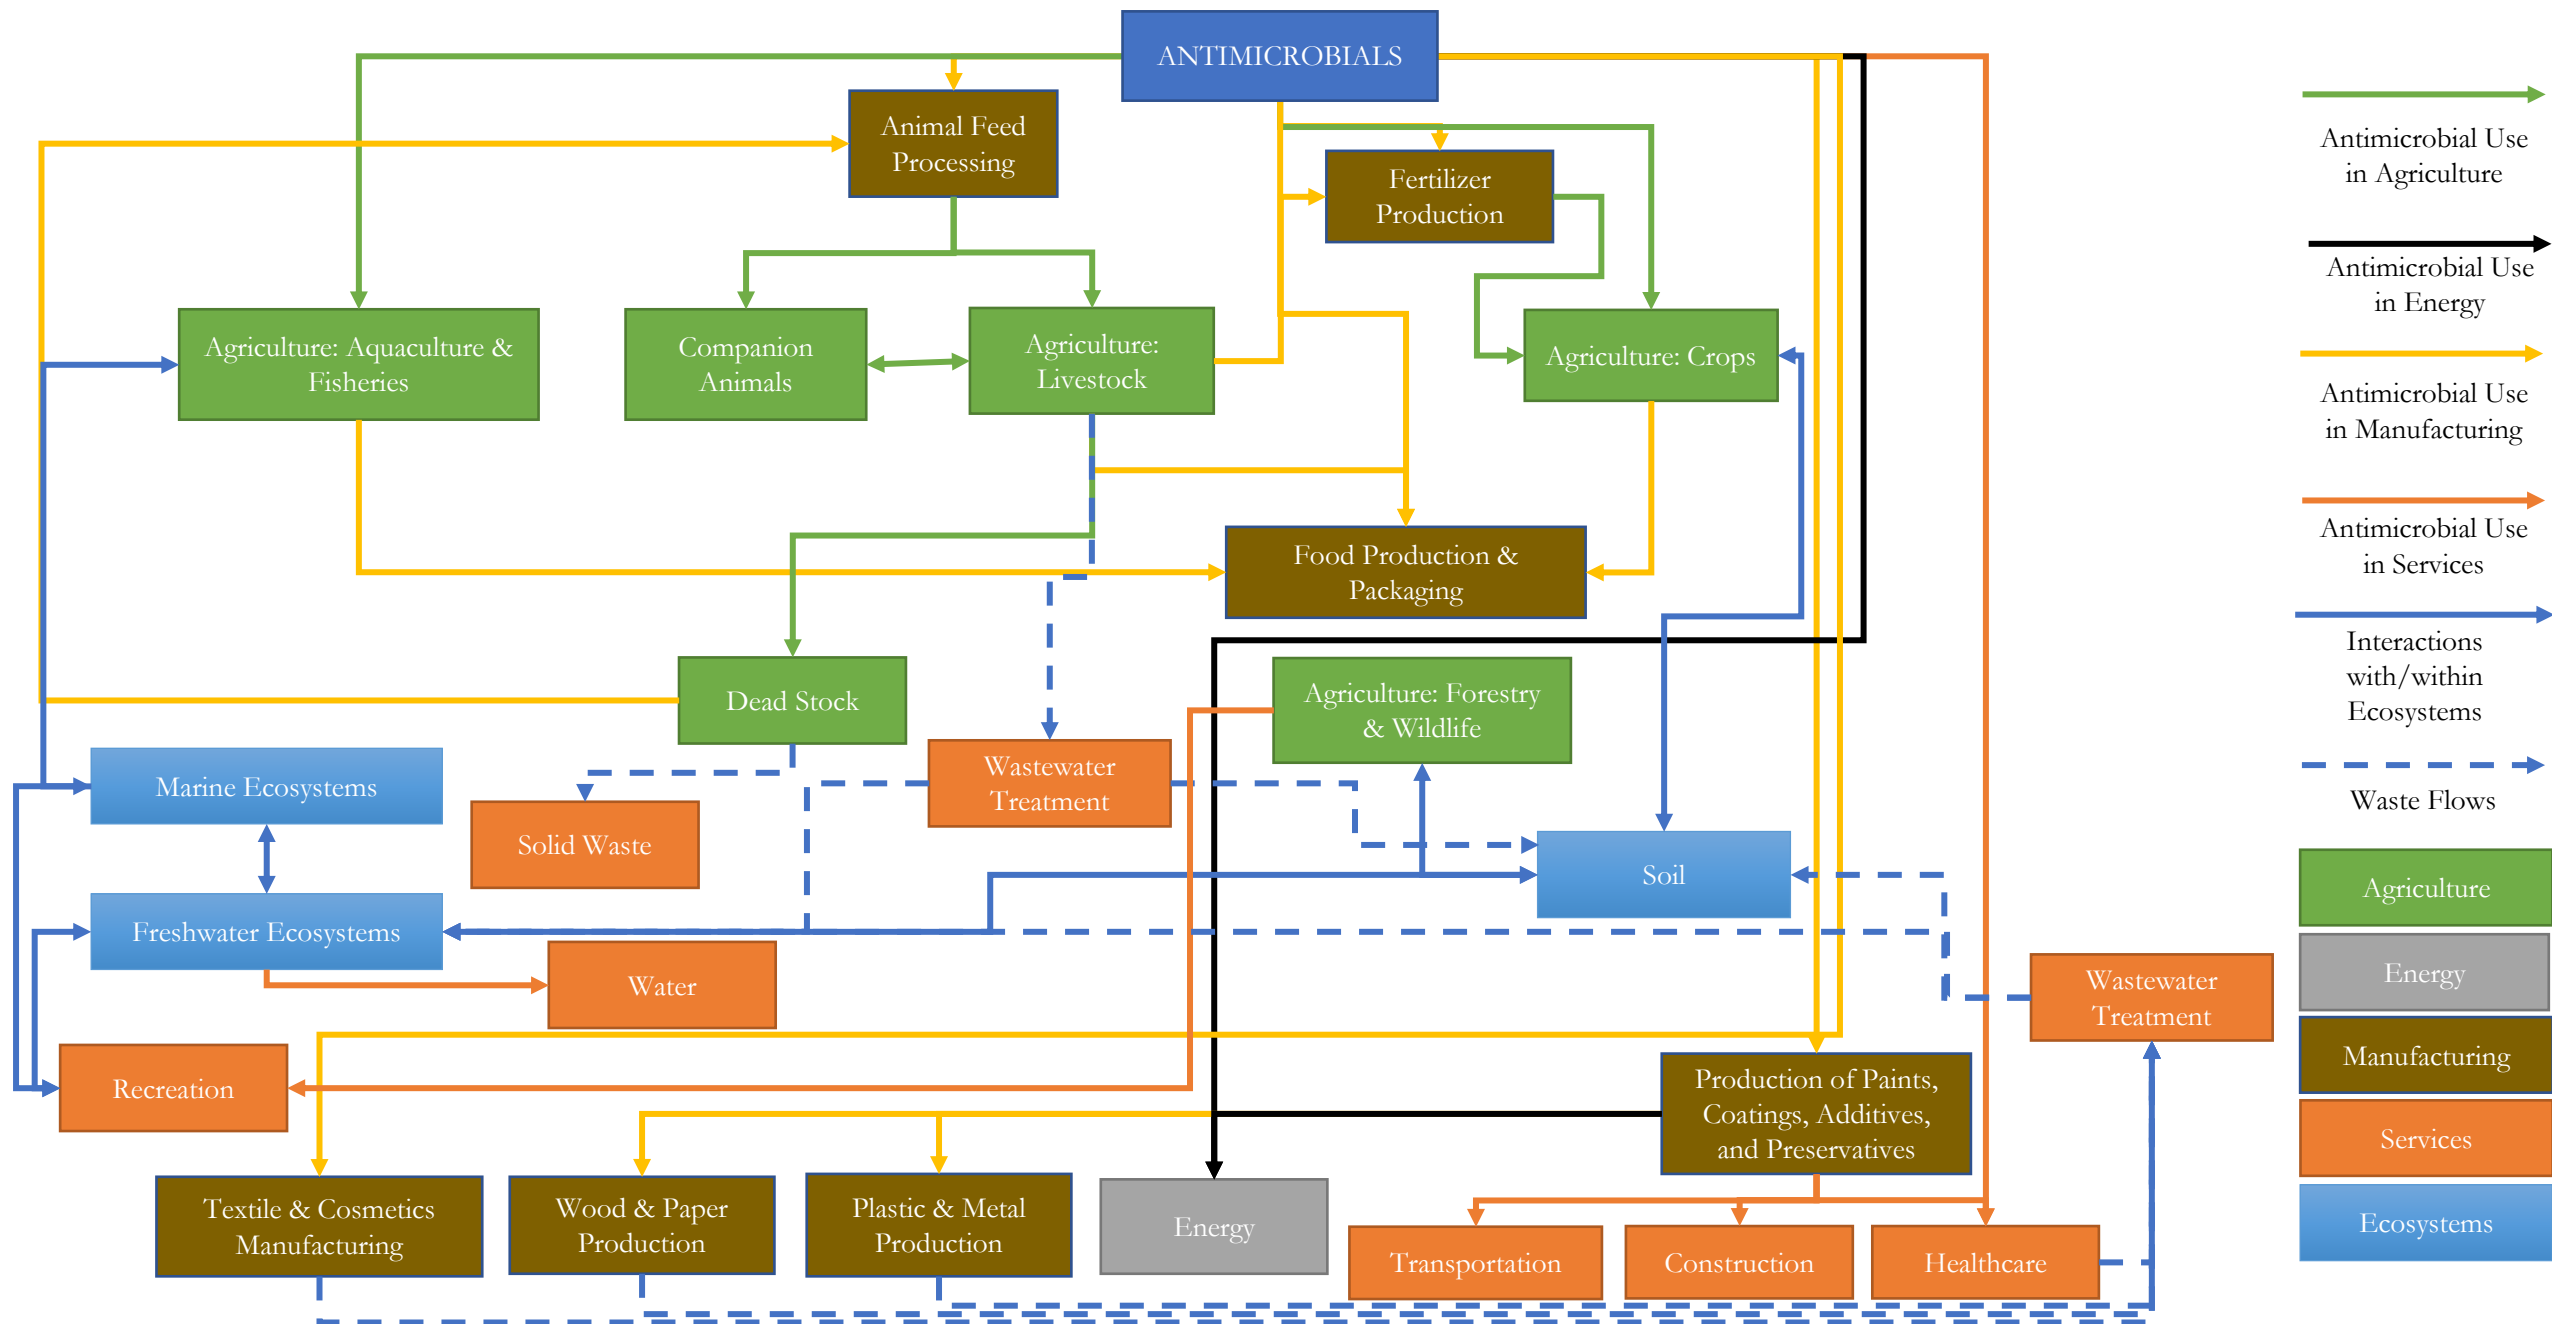 ANTIMICROBIALS
Animal Feed
Processing
Fertilizer
Production
Agriculture: Aquaculture &
Fisheries
Companion
Animals
Agriculture:
Livestock
Agriculture: Crops
Food Production &
Packaging
Dead Stock
Agriculture: Forestry
& Wildlife
Marine Ecosystems
Wastewater
Treatment
Solid Waste
Soil
Freshwater Ecosystems
Water
Wastewater
Treatment
Recreation
Production of Paints,
Coatings, Additives,
and Preservatives
Textile & Cosmetics
Manufacturing
Wood & Paper
Production
Plastic & Metal
Production
Energy
Transportation
Construction
Healthcare
Antimicrobial Use
in Agriculture
Antimicrobial Use
in Energy
Antimicrobial Use
in Manufacturing
Antimicrobial Use
in Services
Interactions
with/within
Ecosystems
Waste Flows
Agriculture
Energy
Manufacturing
Services
Ecosystems